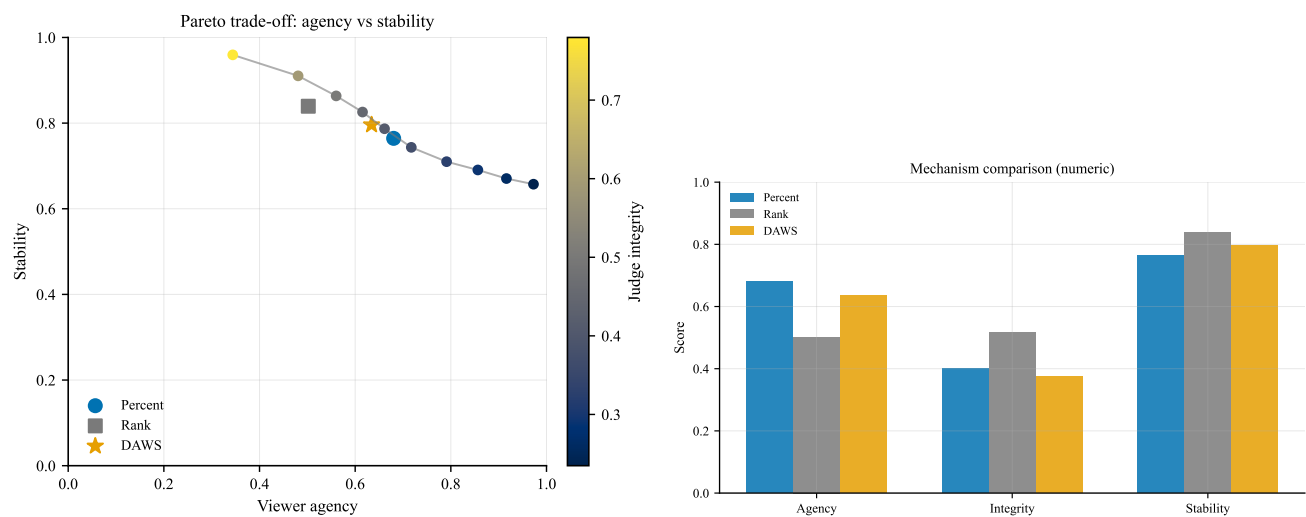 Pareto trade-off: agency vs stability
1.0
0.8
0.6
0.4
0.2
0.0
Stability
0.0 0.2 0.4 0.6 0.8 1.0
Viewer agency
Percent
Rank
DAWS
0.7
0.6
0.5
0.4
0.3
Judge integrity
Mechanism comparison (numeric)
1.0
0.8
0.6
0.4
0.2
0.0
Score
Percent
Rank
DAWS
Agency Integrity Stability